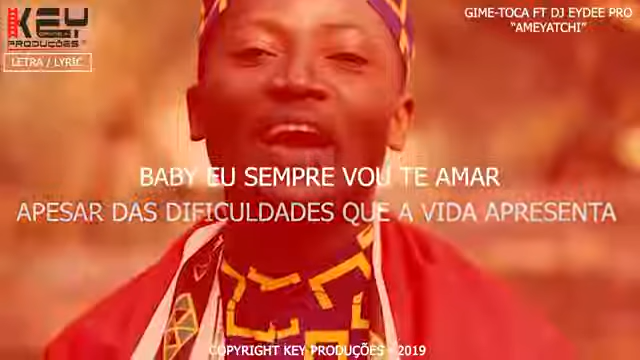 KEY
PRODUÇÕES
LETRA / LYRIC
GIME-TOCA FT DJ EYDEE PRO
“AMEYATCHI”
BABY EU SEMPRE VOU TE AMAR
APESAR DAS DIFICULDADES QUE A VIDA APRESENTA
COPYRIGHT KEY PRODUÇÕES - 2019